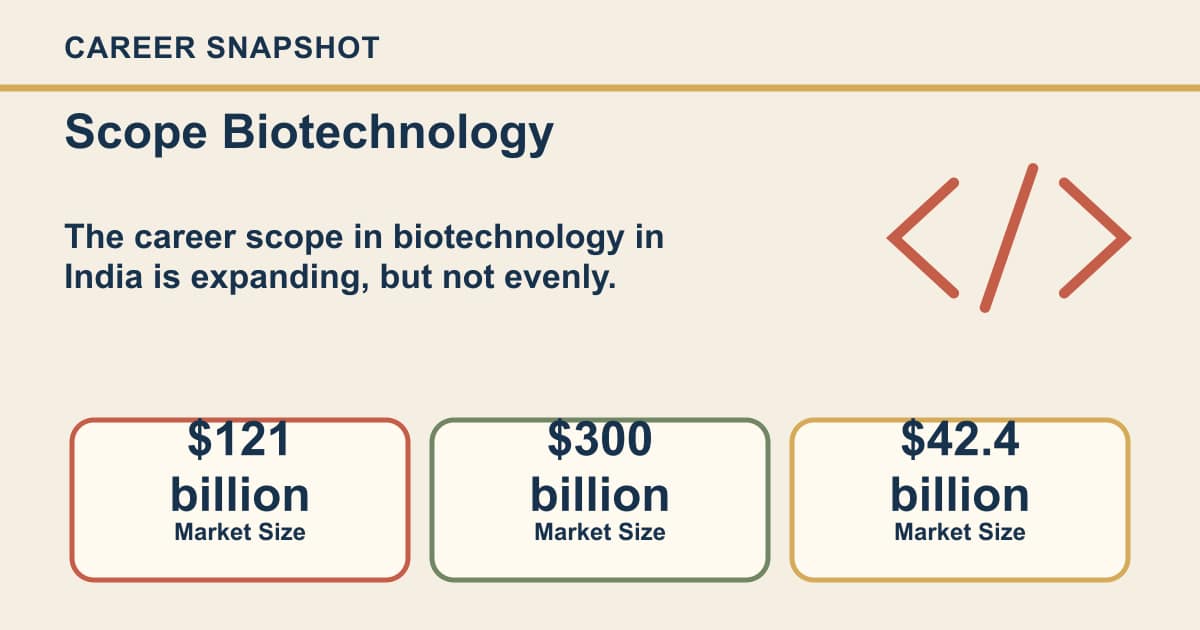 CAREER SNAPSHOT
Scope Biotechnology
The career scope in biotechnology in
India is expanding, but not evenly.
$121
billion
Market Size
$300
billion
Market Size
$42.4
billion
Market Size